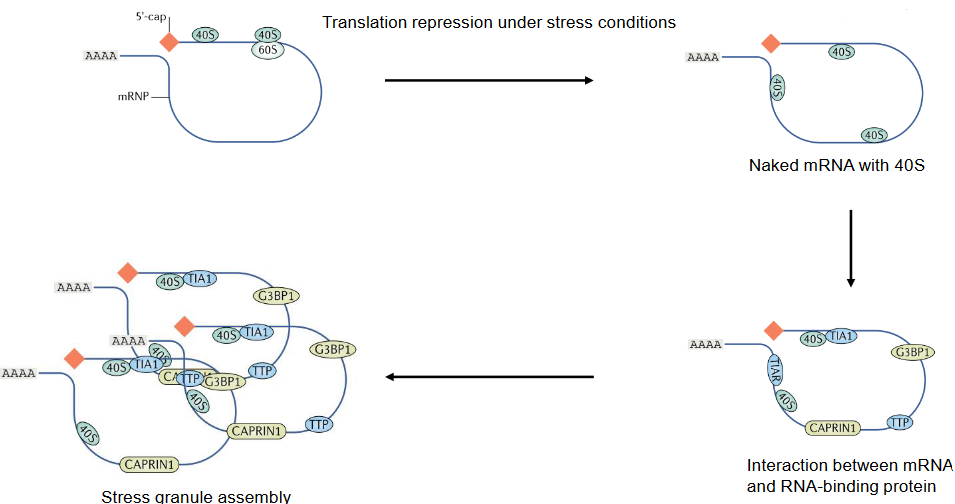 Translation repression under stress conditions
5'-cap
40S
40S
60S
AAAA
mRNP
AAAA
40S
40S
40S
Naked mRNA with 40S
AAAA
40S
TIA1
G3BP1
AAAA
40S
TIA1
G3BP1
40S
AAAA
40S
TIA1
TTP
G3BP1
TTP
40S
40S
CAPRIN1
TTP
CAPRIN1
Stress granule assembly
AAAA
40S
TIA1
G3BP1
TIAR
40S
CAPRIN1
TTP
Interaction between mRNA
and RNA-binding protein